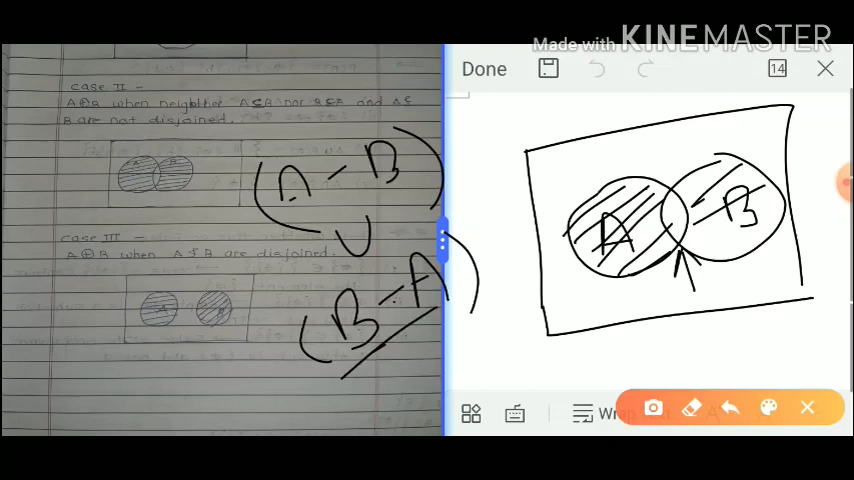 Made with KINEMASTER
Done
14
Case II -
A⊕B when neighther A⊆B nor B⊆A and A &
B are not disjoined.
A B
(A - B)
∪
(B - A)
Case III -
A⊕B when A & B are disjoined.
A B
A B
Wrap